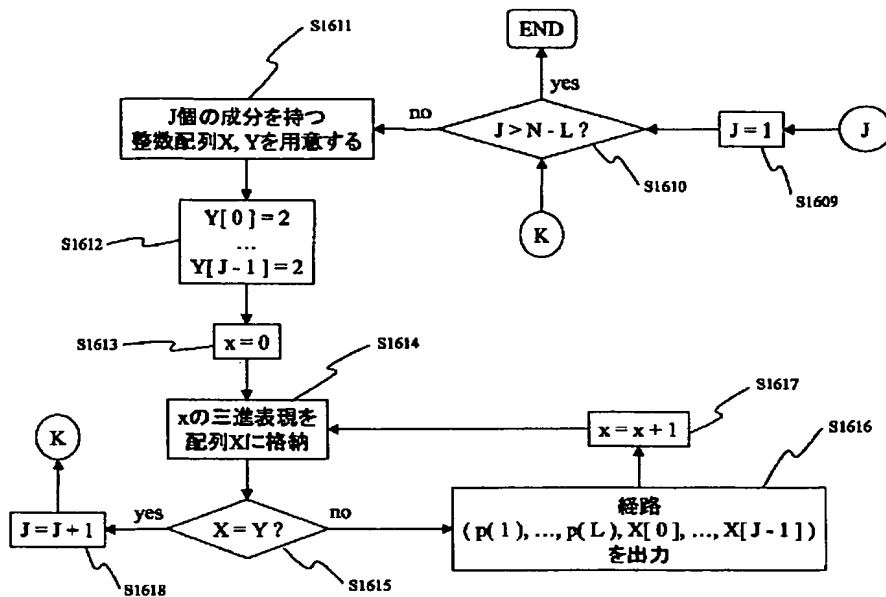 S1611
END
yes
no
J個の成分を持つ
整数配列X, Yを用意する
J > N - L ?
J = 1
J
S1610
S1609
K
S1612
Y[ 0 ] = 2
...
Y[ J - 1 ] = 2
S1613
x = 0
S1614
xの三進表現を
配列Xに格納
x = x + 1
S1617
S1616
K
J = J + 1
yes
X = Y ?
no
経路
( p( 1 ), ..., p( L ), X[ 0 ], ..., X[ J - 1 ] )
を出力
S1618
S1615